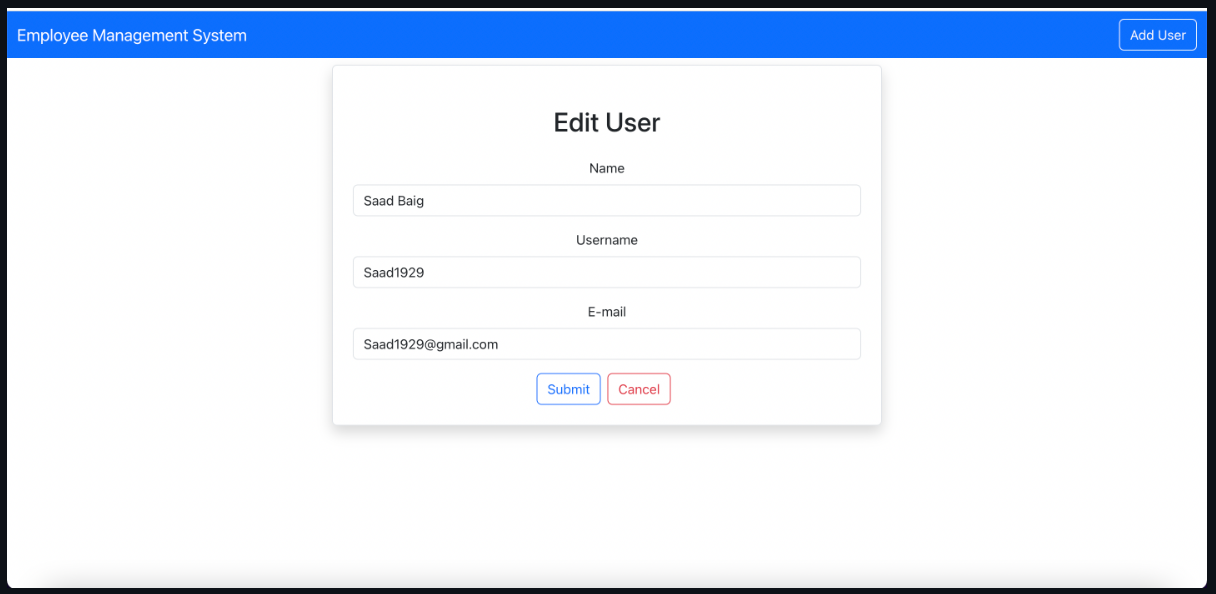 Employee Management System
Add User
Edit User
Name
Saad Baig
Username
Saad1929
E-mail
Saad1929@gmail.com
Submit Cancel